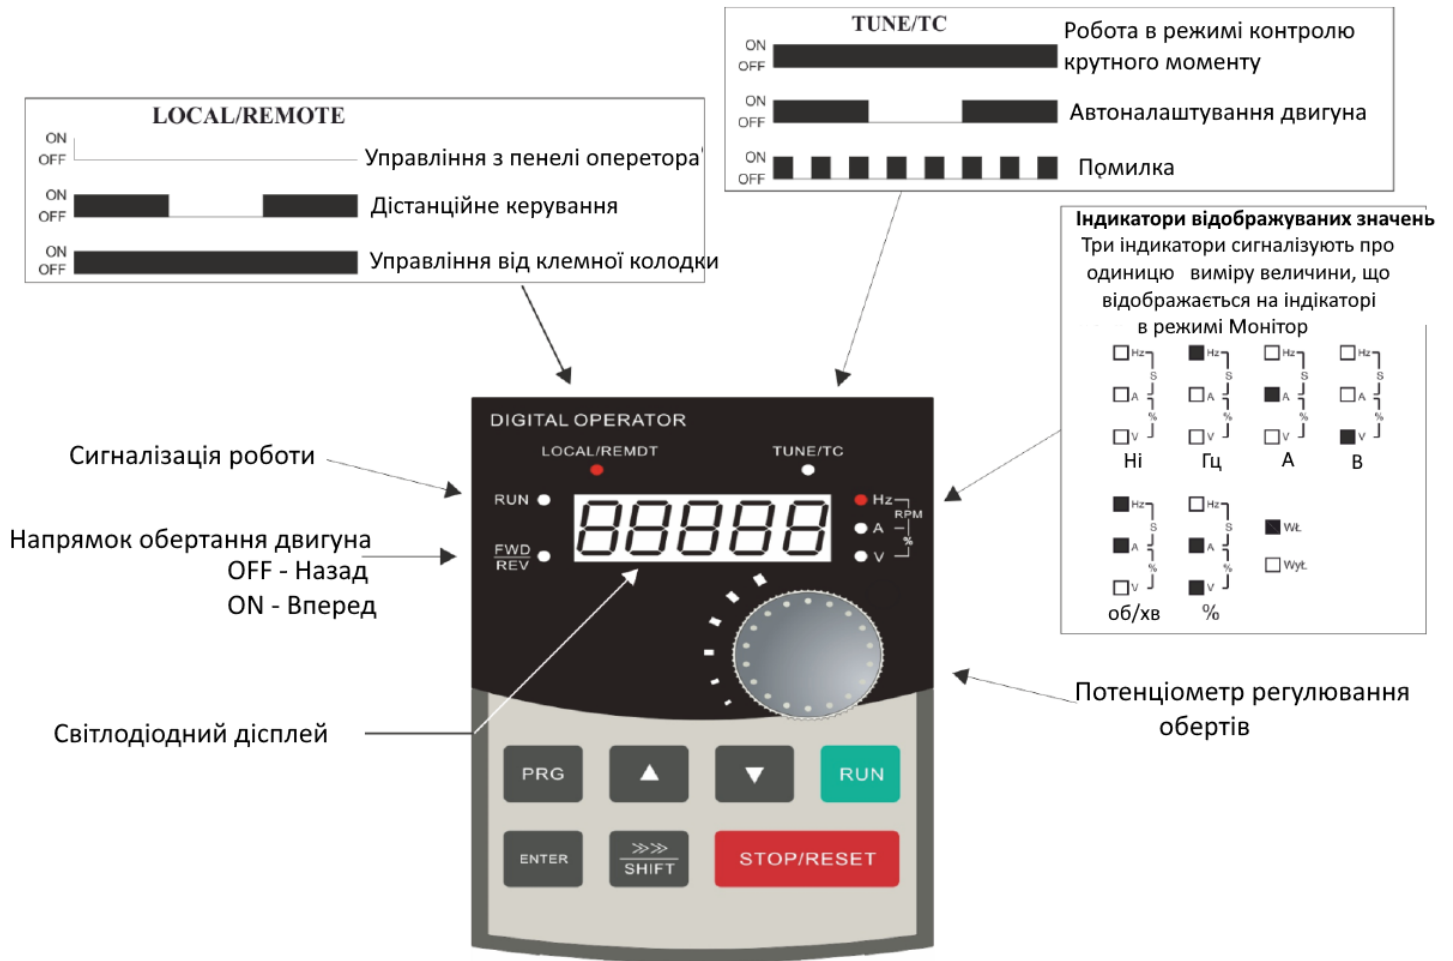 TUNE/TC
ON
OFF
Робота в режимі контролю
крутного моменту
ON
OFF
Автоналаштування двигуна
ON
OFF
Помилка
LOCAL/REMOTE
ON
OFF
Управління з пенелі оперетора
ON
OFF
Дістанційне керування
ON
OFF
Управління від клемної колодки
Індикатори відображуваних значень
Три індикатори сигналізують про
одиницю виміру величини, що
відображається на індікаторі
в режимі Монітор
Hz Hz Hz Hz
S S S S
A A A A
% % % %
V V V V
Ні Гц А В
Hz Hz
S S
A A
% %
V V
об/хв %
WŁ
WyŁ
DIGITAL OPERATOR
LOCAL/REMDT
TUNE/TC
RUN
88888
Hz
RPM
A
%
V
FWD
REV
Сигналізація роботи
Напрямок обертання двигуна
OFF - Назад
ON - Вперед
Світлодіодний дісплей
Потенціометр регулювання
обертів
PRG
RUN
ENTER
>>>>
SHIFT
STOP/RESET